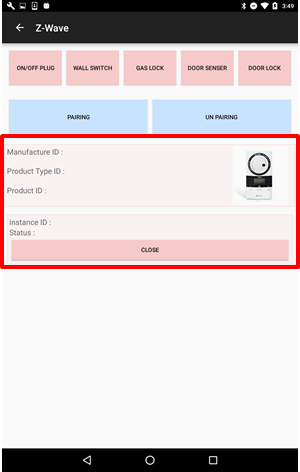 3:49
Z-Wave
ON/OFF PLUG WALL SWITCH GAS LOCK DOOR SENSER DOOR LOCK
PAIRING UN PAIRING
Manufacture ID :
Product Type ID :
Product ID :
instance ID :
Status :
CLOSE